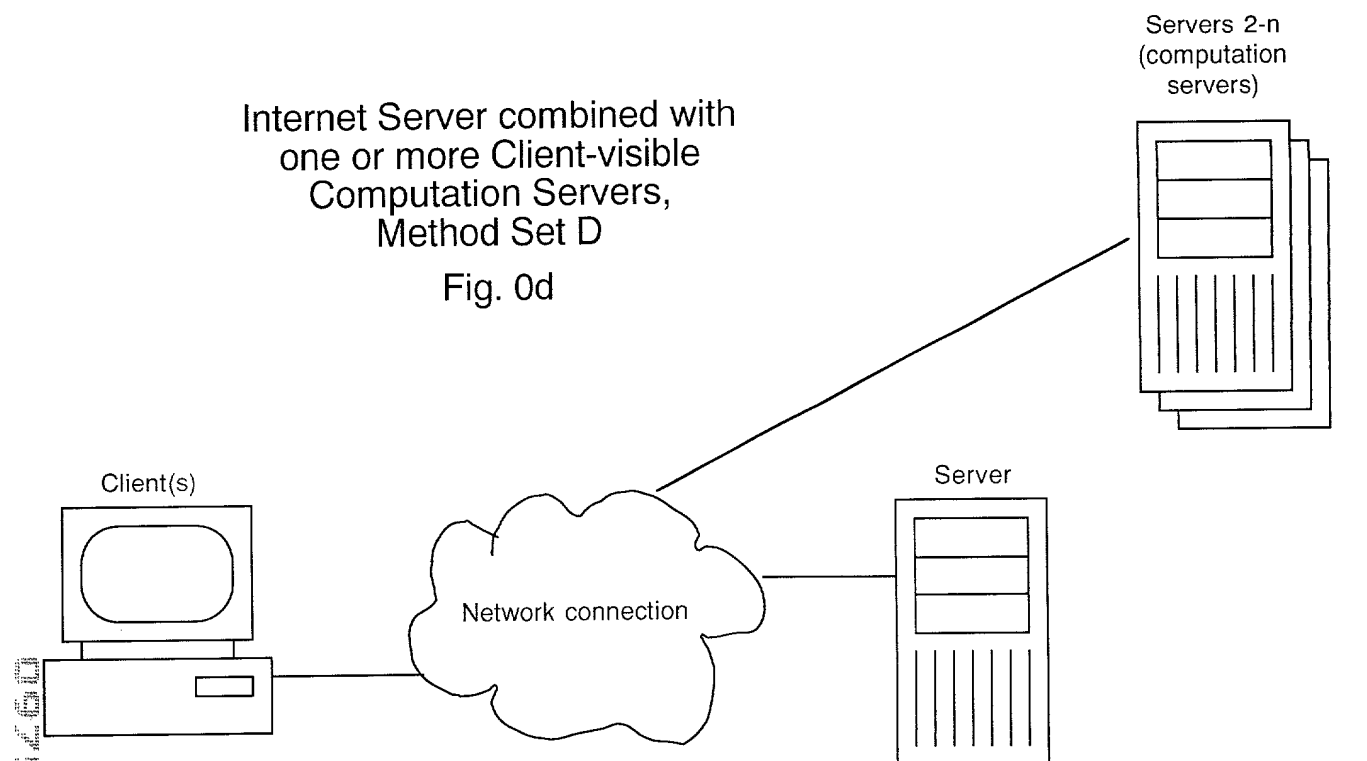 Servers 2-n
(computation
servers)
Internet Server combined with
one or more Client-visible
Computation Servers,
Method Set D
Fig. 0d
Client(s)
Server
Network connection